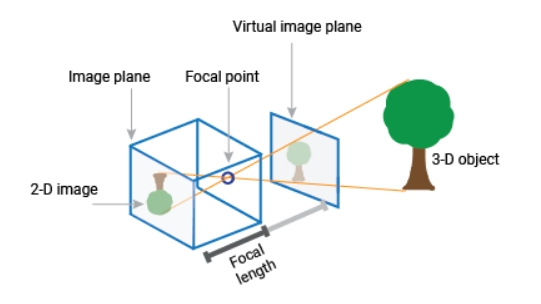 Virtual image plane
Image plane
Focal point
3-D object
2-D image
Focal
length